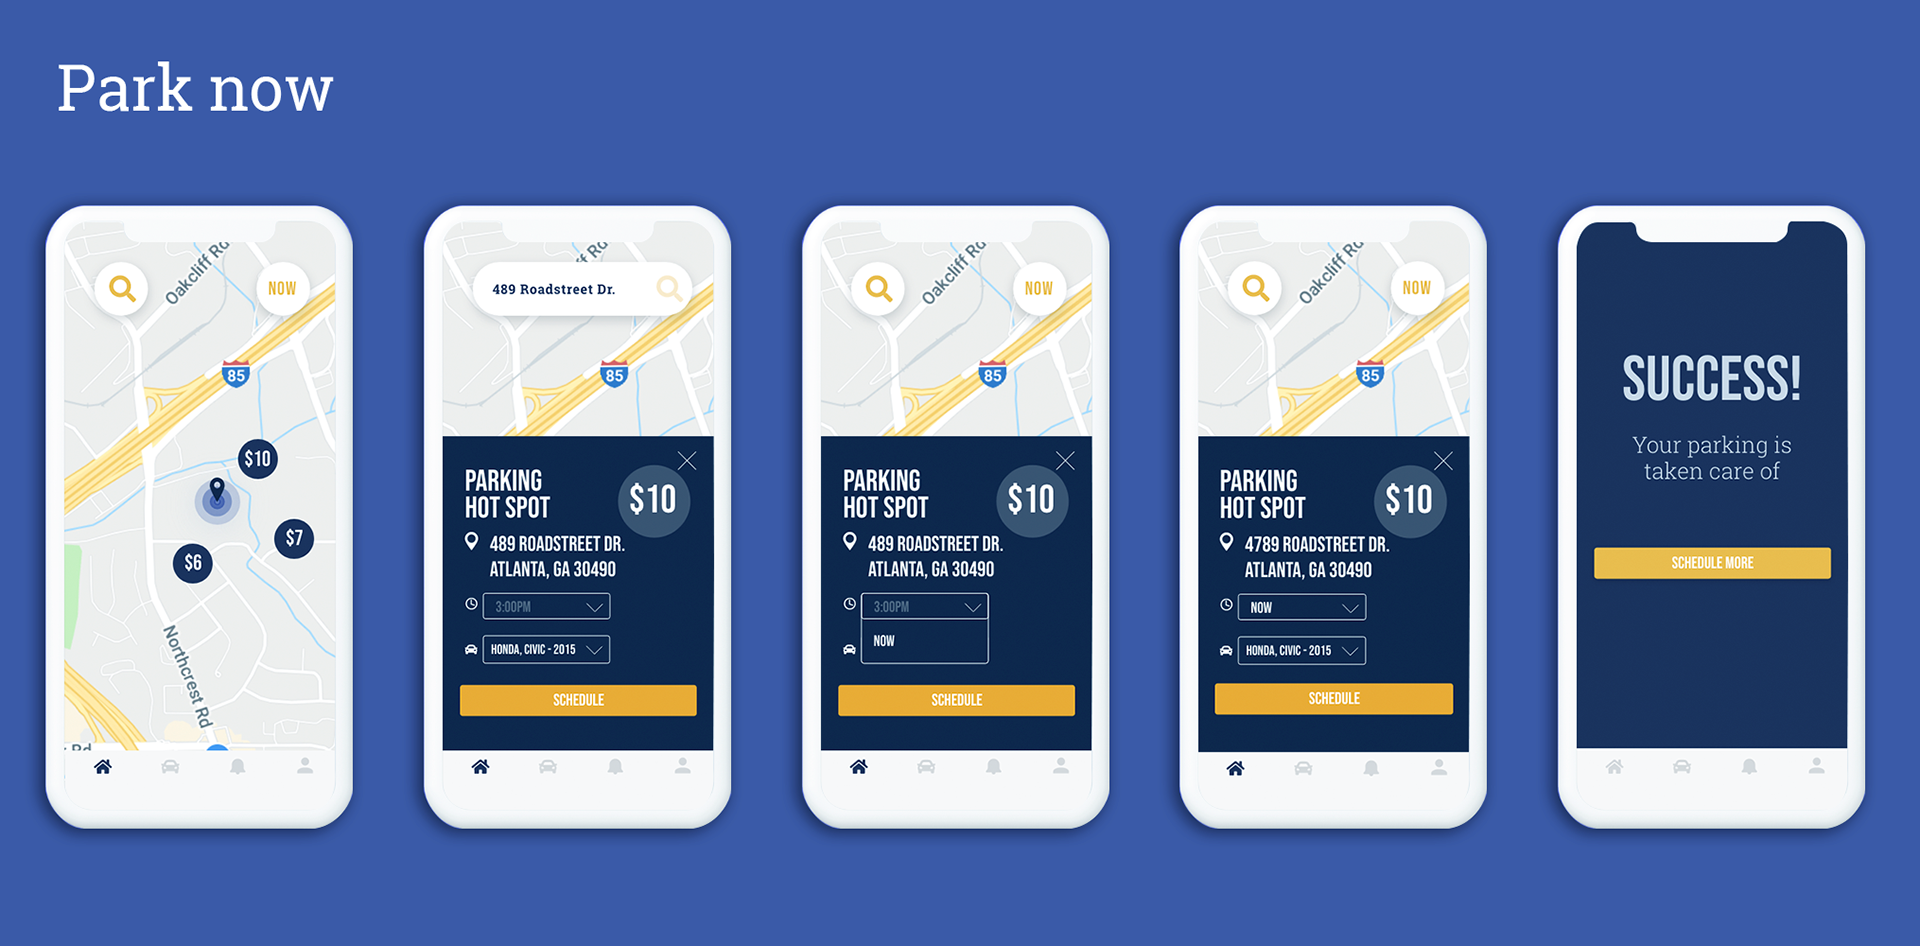 Park now
Oakcliff Rd
NOW
85
$10
$7
$6
Northcrest Rd
Rd
489 Roadstreet Dr.
ff Rd
85
PARKING
HOT SPOT
$10
489 ROADSTREET DR.
ATLANTA, GA 30490
3:00PM
HONDA, CIVIC - 2015
SCHEDULE
Oakcliff Rd
NOW
85
PARKING
HOT SPOT
$10
489 ROADSTREET DR.
ATLANTA, GA 30490
3:00PM
NOW
SCHEDULE
Oakcliff Rd
NOW
85
PARKING
HOT SPOT
$10
4789 ROADSTREET DR.
ATLANTA, GA 30490
NOW
HONDA, CIVIC - 2015
SCHEDULE
SUCCESS!
Your parking is
taken care of
SCHEDULE MORE